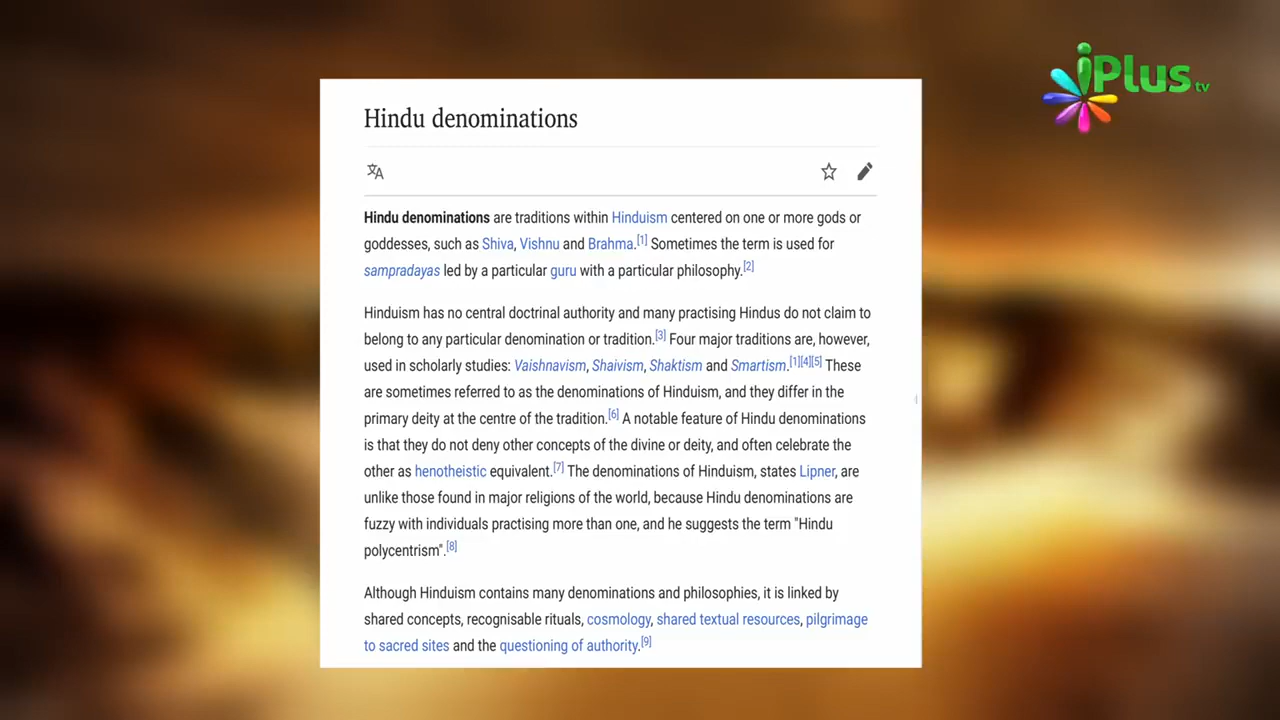 iPlus tv
Hindu denominations
Hindu denominations are traditions within Hinduism centered on one or more gods or
goddesses, such as Shiva, Vishnu and Brahma.[1] Sometimes the term is used for
sampradayas led by a particular guru with a particular philosophy.[2]
Hinduism has no central doctrinal authority and many practising Hindus do not claim to
belong to any particular denomination or tradition.[3] Four major traditions are, however,
used in scholarly studies: Vaishnavism, Shaivism, Shaktism and Smartism.[1][4][5] These
are sometimes referred to as the denominations of Hinduism, and they differ in the
primary deity at the centre of the tradition.[6] A notable feature of Hindu denominations
is that they do not deny other concepts of the divine or deity, and often celebrate the
other as henotheistic equivalent.[7] The denominations of Hinduism, states Lipner, are
unlike those found in major religions of the world, because Hindu denominations are
fuzzy with individuals practising more than one, and he suggests the term "Hindu
polycentrism".[8]
Although Hinduism contains many denominations and philosophies, it is linked by
shared concepts, recognisable rituals, cosmology, shared textual resources, pilgrimage
to sacred sites and the questioning of authority.[9]